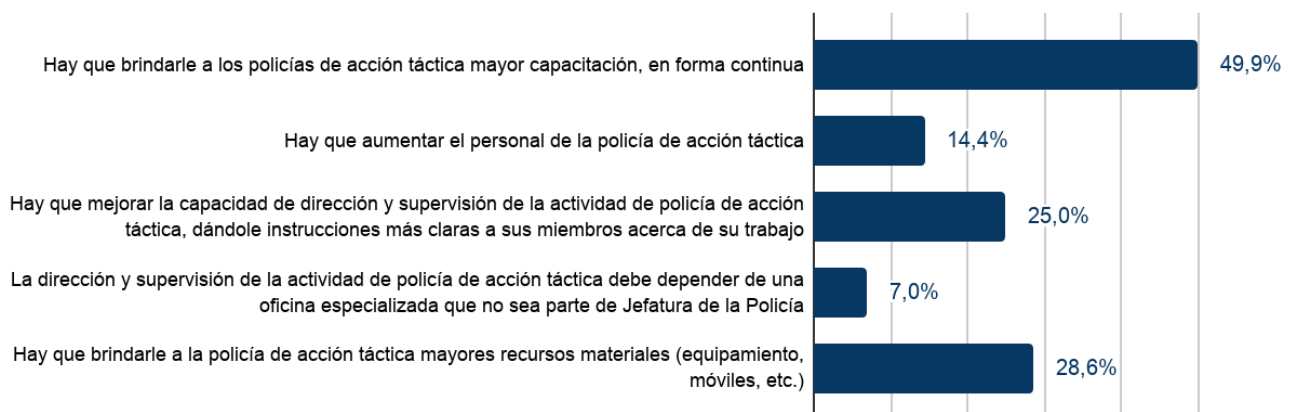 Hay que brindarle a los policías de acción táctica mayor capacitación, en forma continua
49,9%
Hay que aumentar el personal de la policía de acción táctica
14,4%
Hay que mejorar la capacidad de dirección y supervisión de la actividad de policía de acción
táctica, dándole instrucciones más claras a sus miembros acerca de su trabajo
25,0%
La dirección y supervisión de la actividad de policía de acción táctica debe depender de una
oficina especializada que no sea parte de Jefatura de la Policía
7,0%
Hay que brindarle a la policía de acción táctica mayores recursos materiales (equipamiento,
móviles, etc.)
28,6%